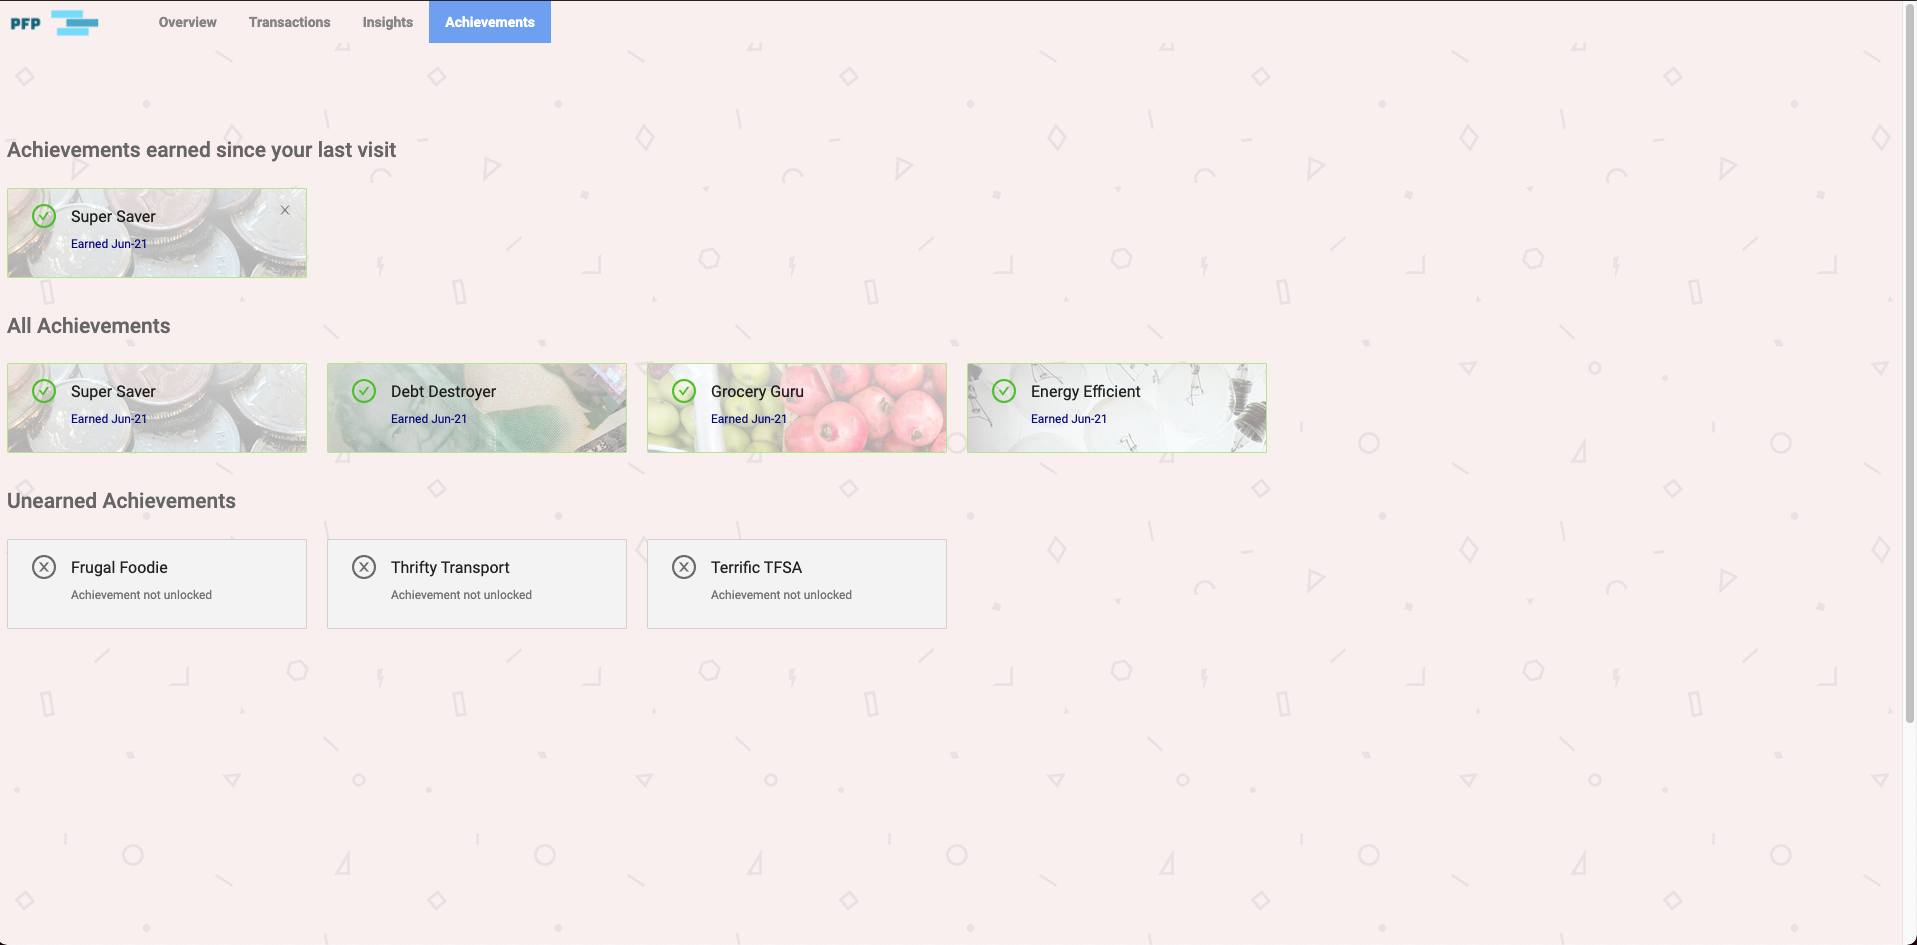 PFP
Overview Transactions Insights Achievements
Achievements earned since your last visit
Super Saver
Earned Jun-21
All Achievements
Super Saver Debt Destroyer Grocery Guru Energy Efficient
Earned Jun-21 Earned Jun-21 Earned Jun-21 Earned Jun-21
Unearned Achievements
Frugal Foodie Thrifty Transport Terrific TFSA
Achievement not unlocked Achievement not unlocked Achievement not unlocked